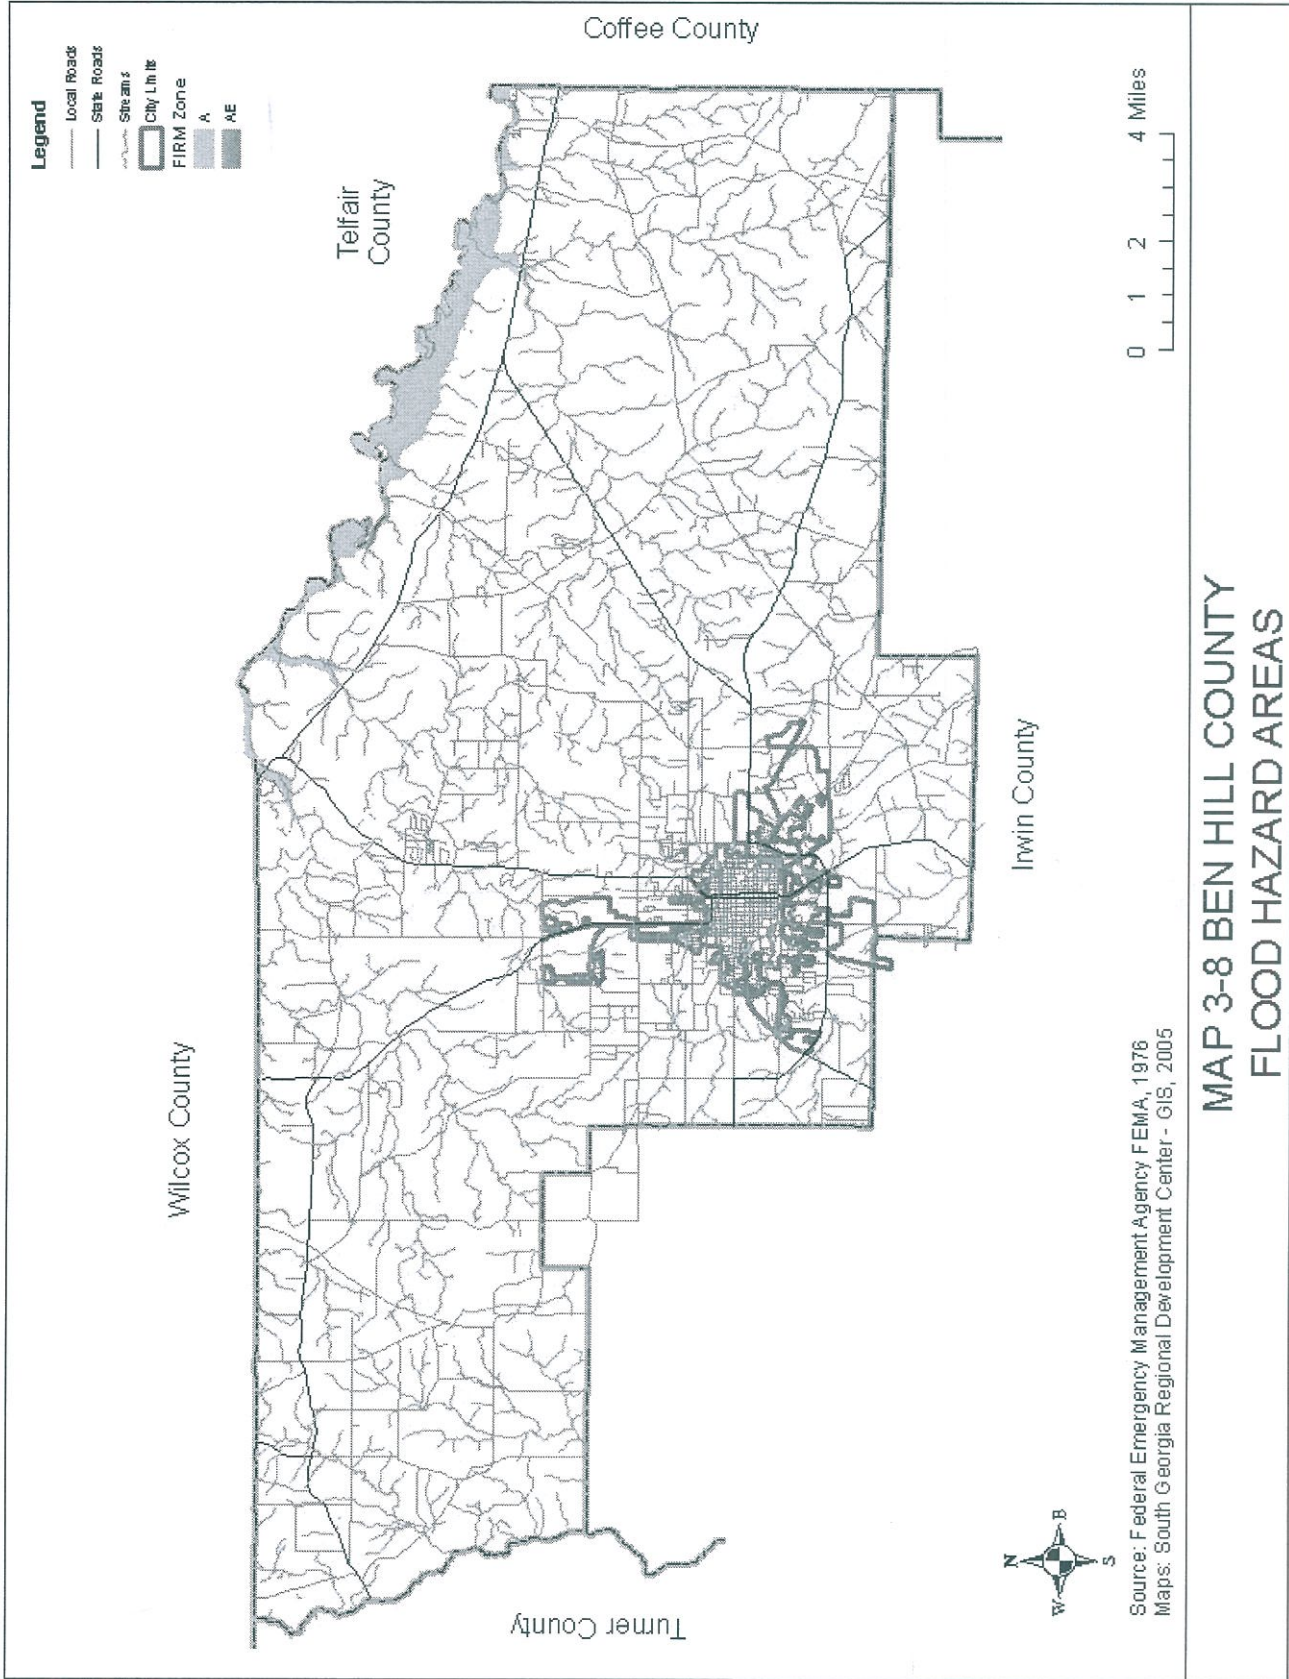 Legend
Local Roads
State Roads
Streams
City Limits
FIRM Zone
A
AE
Coffee County
Telfair
County
Wilcox County
Turner County
Irwin County
0 1 2 4 Miles
N
W
S
Source: Federal Emergency Management Agency FEMA, 1976
Maps: South Georgia Regional Development Center - GIS, 2005
MAP 3-8 BEN HILL COUNTY
FLOOD HAZARD AREAS